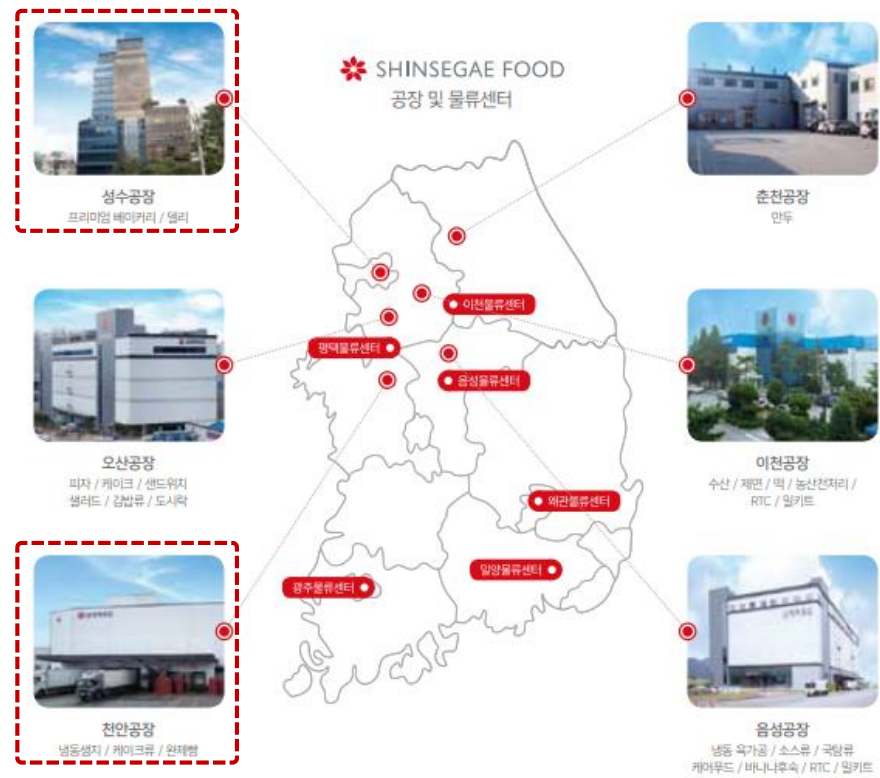 SHINSEGAE FOOD
공장 및 물류센터
성수공장
프리미엄 베이커리 / 델리
춘천공장
만두
이천물류센터
평택물류센터
음성물류센터
오산공장
피자 / 케이크 / 샌드위치
샐러드 / 김밥류 / 도시락
이천공장
수산 / 제면 / 떡 / 농산전처리 /
RTC / 밀키트
왜관물류센터
밀양물류센터
광주물류센터
천안공장
냉동생지 / 케이크류 / 완제빵
음성공장
냉동 육가공 / 소스류 / 국탕류
케어푸드 / 바나나후숙 / RTC / 밀키트